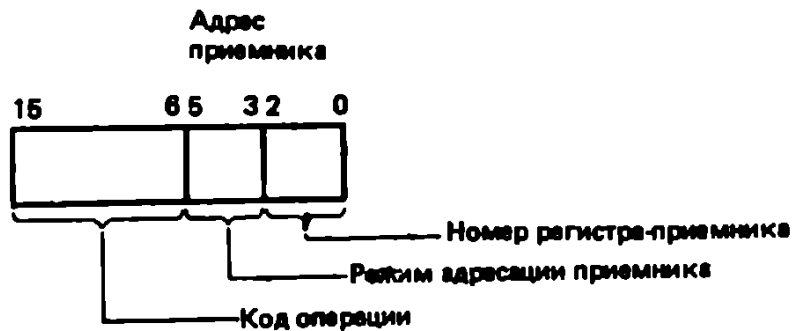 Адрес
приемника
15 6 5 3 2 0
Номер регистра-приемника
Режим адресации приемника
Код операции